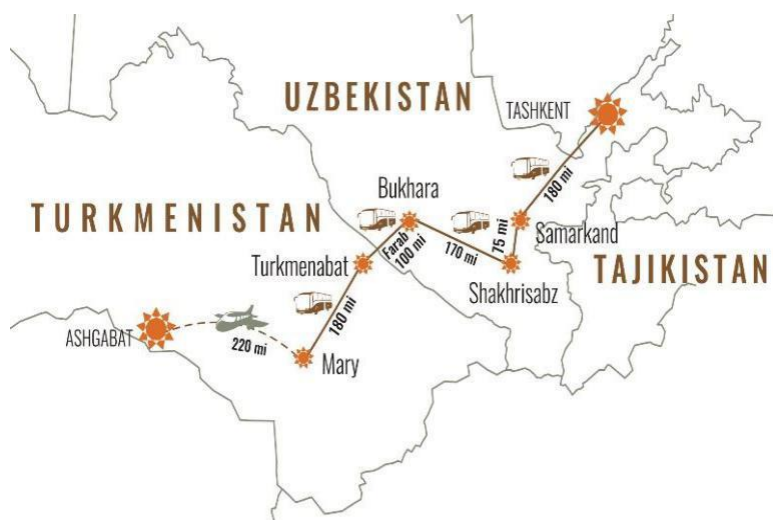 UZBEKISTAN
TASHKENT
180 mi
Bukhara
TURKMENISTAN
Farab
100 mi
170 mi
75 mi
Samarkand
Turkmenabat
Shakhrisabz
TAJIKISTAN
180 mi
ASHGABAT
220 mi
Mary